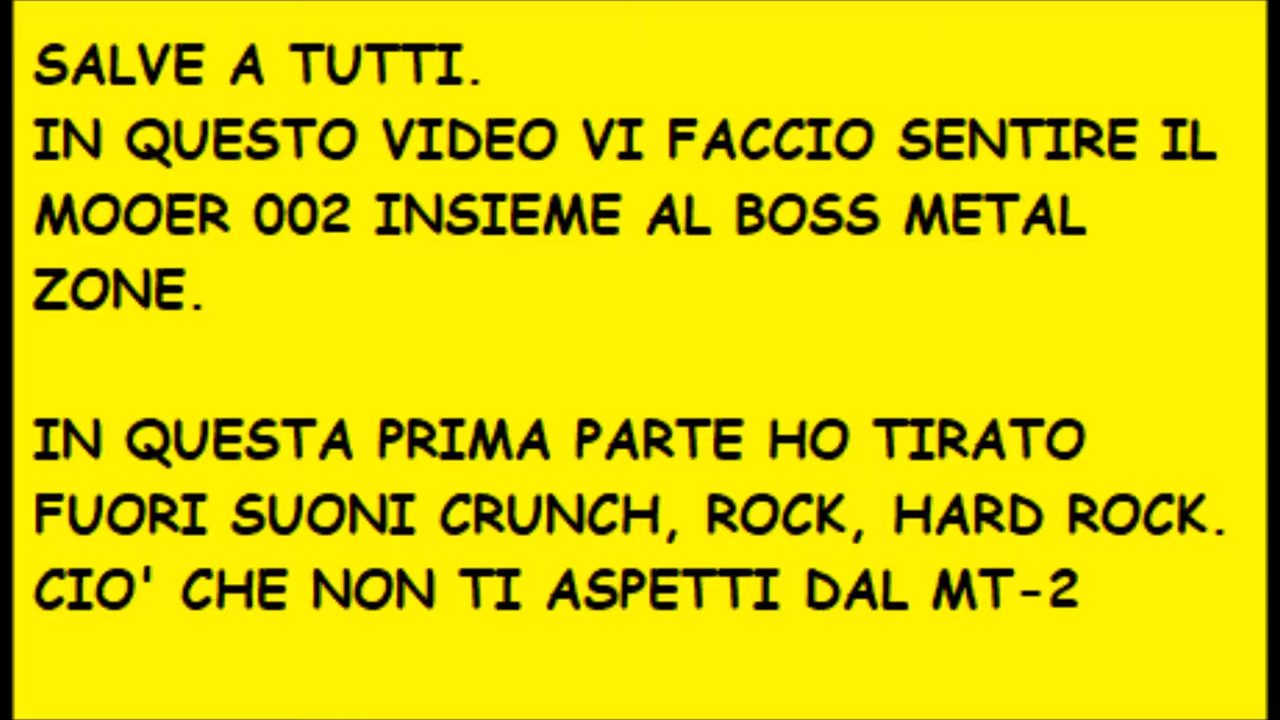 SALVE A TUTTI.
IN QUESTO VIDEO VI FACCIO SENTIRE IL
MOOER 002 INSIEME AL BOSS METAL
ZONE.
IN QUESTA PRIMA PARTE HO TIRATO
FUORI SUONI CRUNCH, ROCK, HARD ROCK.
CIO' CHE NON TI ASPETTI DAL MT-2